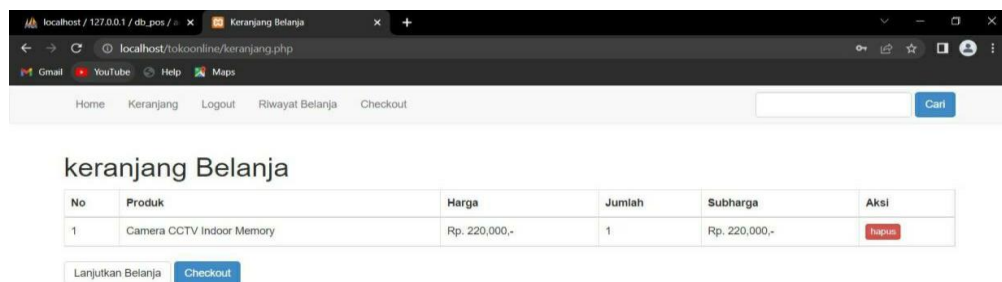 localhost / 127.0.0.1 / db_pos /
Keranjang Belanja
localhost/tokoonline/keranjang.php
Gmail YouTube Help Maps
Home Keranjang Logout Riwayat Belanja Checkout Cari
keranjang Belanja
No Produk Harga Jumlah Subharga Aksi
1 Camera CCTV Indoor Memory Rp. 220,000,- 1 Rp. 220,000,- hapus
Lanjutkan Belanja Checkout